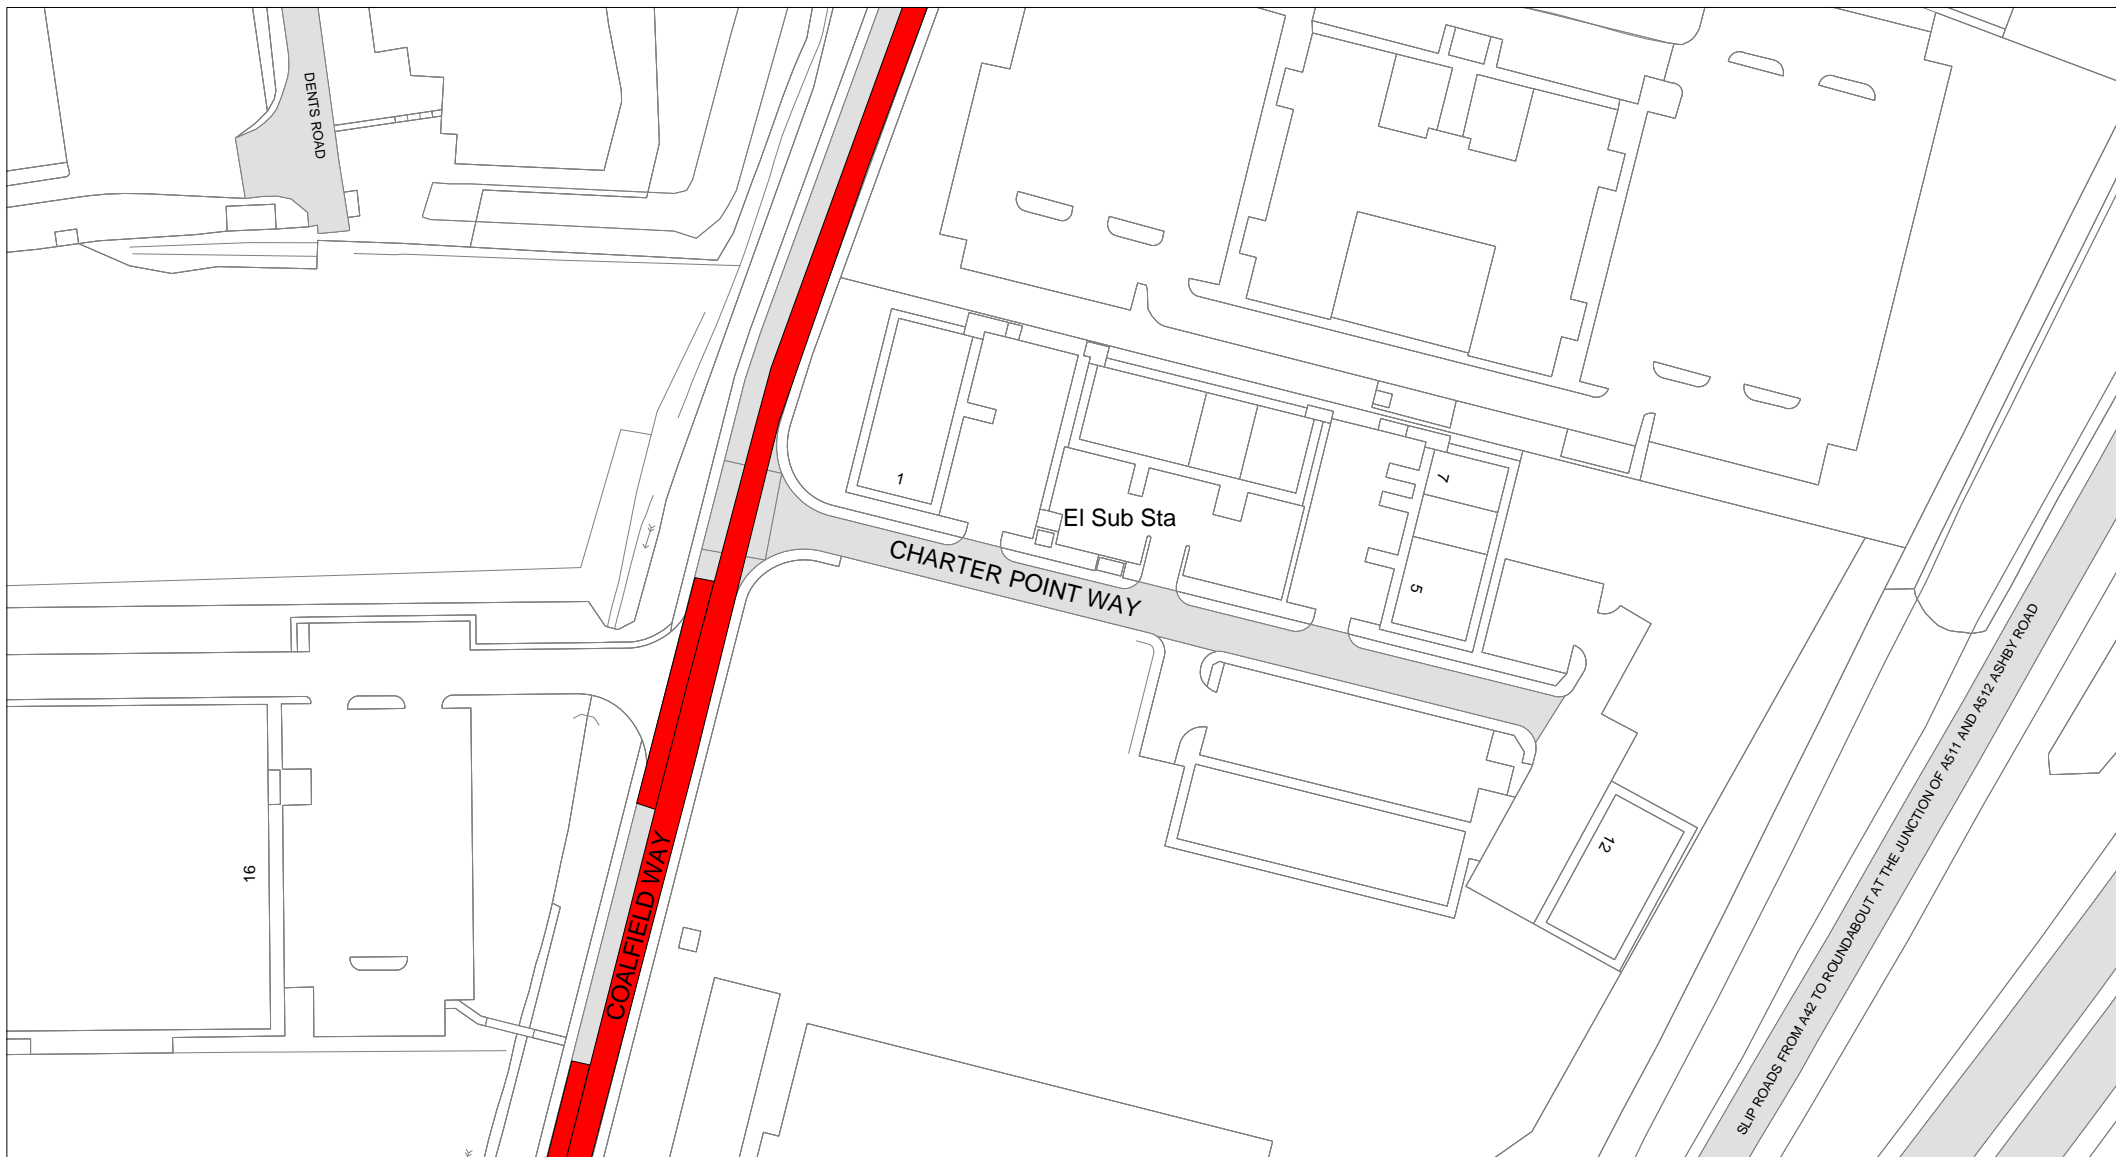 DENTS ROAD
1
7
El Sub Sta
CHARTER POINT WAY
5
SLIP ROADS FROM A42 TO ROUNDABOUT AT THE JUNCTION OF A511 AND A512 ASHBY ROAD
12
16
COALFIELD WAY